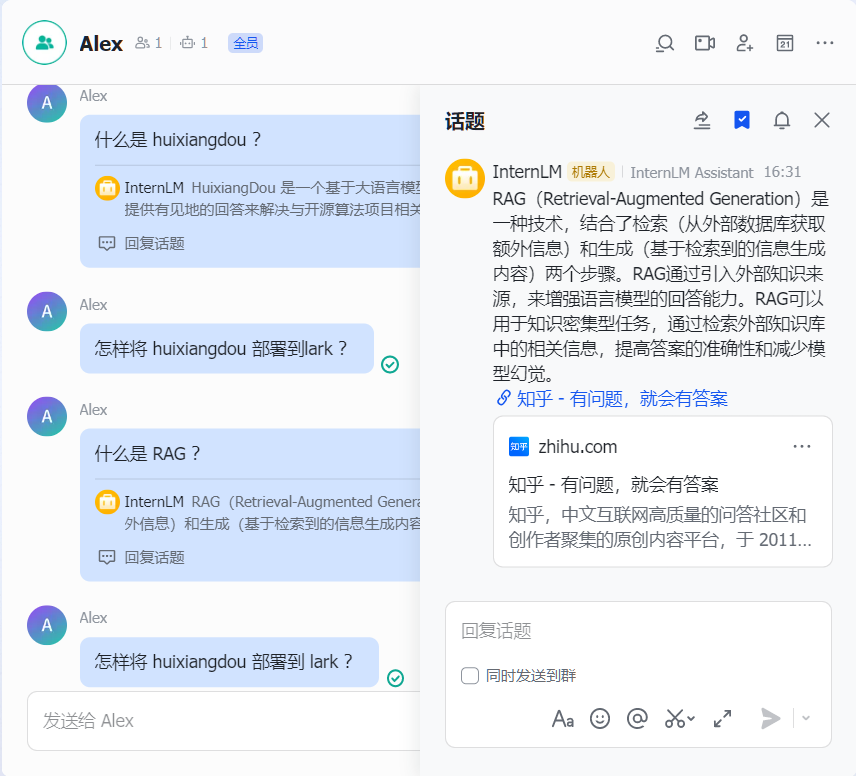 Alex 1 1 全员
A Alex
什么是 huixiangdou ?
InternLM HuixiangDou 是一个基于大语言模型
提供有见地的回答来解决与开源算法项目相关
回复话题
Alex
A
怎样将 huixiangdou 部署到lark ?
Alex
A
什么是 RAG ?
InternLM RAG（Retrieval-Augmented Genera
外信息）和生成（基于检索到的信息生成内容
回复话题
Alex
A
怎样将 huixiangdou 部署到 lark ?
发送给 Alex
21
话题
InternLM 机器人 InternLM Assistant 16:31
RAG（Retrieval-Augmented Generation）是
一种技术，结合了检索（从外部数据库获取
额外信息）和生成（基于检索到的信息生成
内容）两个步骤。RAG通过引入外部知识来
源，来增强语言模型的回答能力。RAG可以
用于知识密集型任务，通过检索外部知识库
中的相关信息，提高答案的准确性和减少模
型幻觉。
知乎 - 有问题，就会有答案
知乎 zhihu.com
知乎 - 有问题，就会有答案
知乎，中文互联网高质量的问答社区和
创作者聚集的原创内容平台，于 2011...
回复话题
同时发送到群
Aa